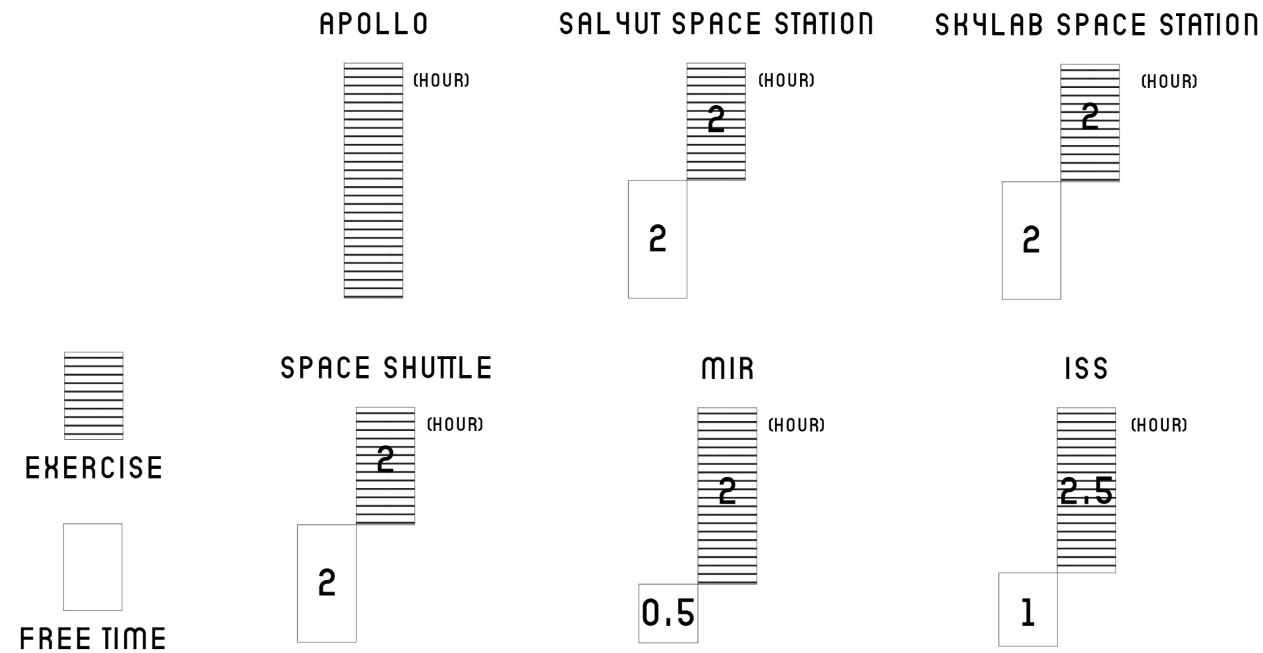 APOLLO
(HOUR)
SALYUT SPACE STATION
(HOUR)
2
2
SKYLAB SPACE STATION
(HOUR)
2
2
EXERCISE
FREE TIME
SPACE SHUTTLE
(HOUR)
2
2
MIR
(HOUR)
2
0.5
ISS
(HOUR)
2.5
1